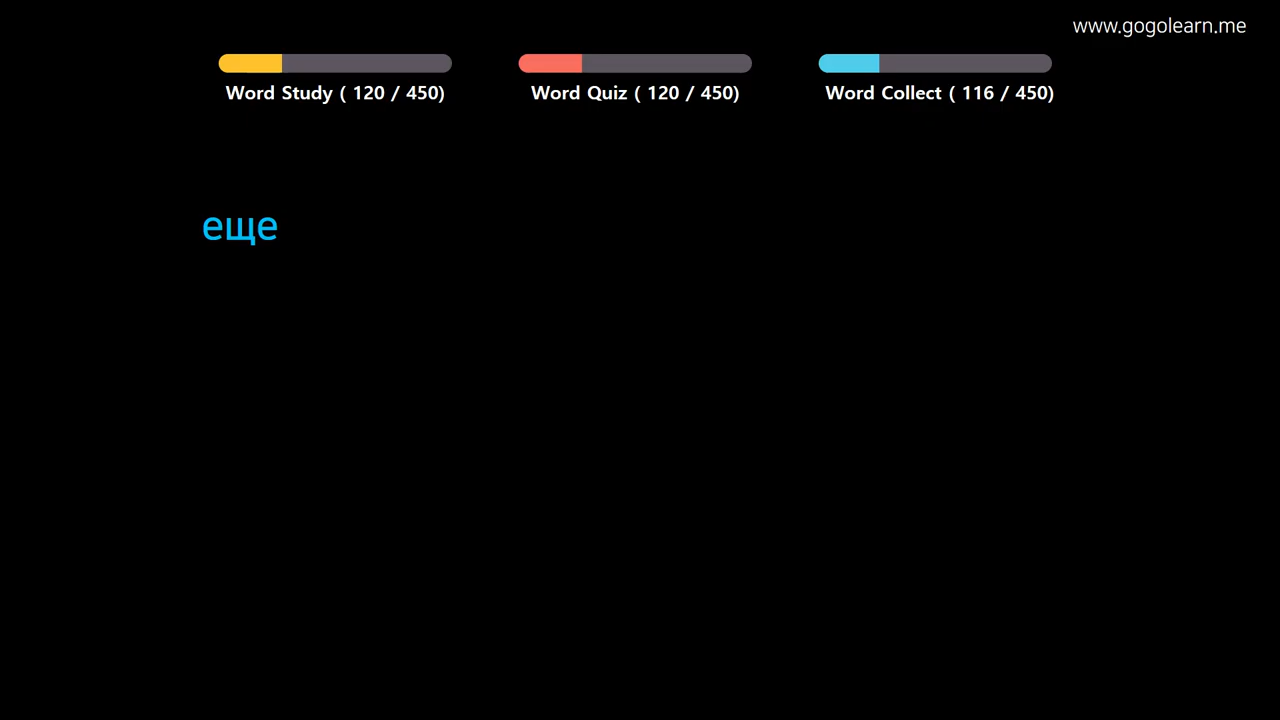 www.gogolearn.me
Word Study ( 120 / 450)
Word Quiz ( 120 / 450)
Word Collect ( 116 / 450)
еще